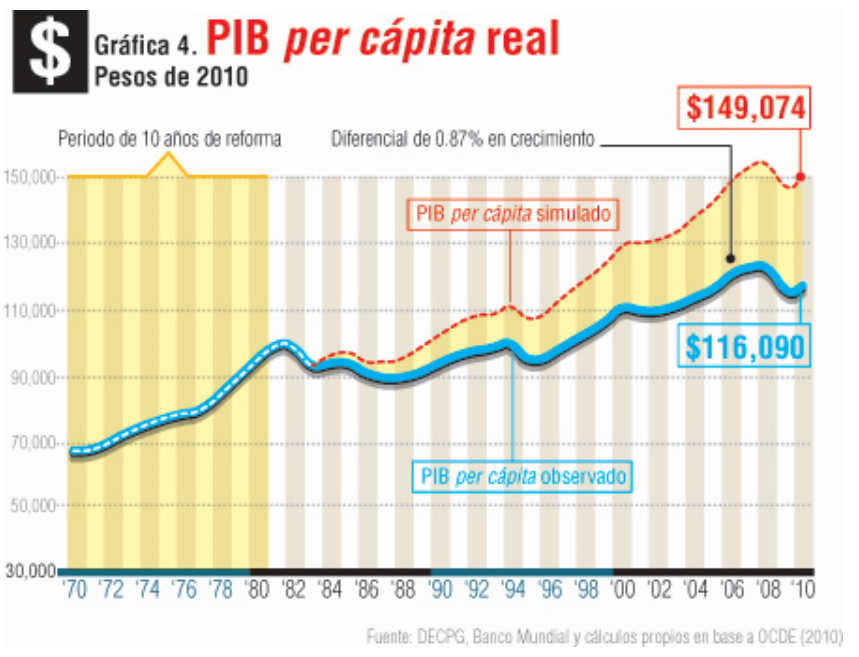 $
Gráfica 4. PIB per cápita real
Pesos de 2010
$149,074
Periodo de 10 años de reforma
Diferencial de 0.87% en crecimiento
150,000
PIB per cápita simulado
130,000
110,000
$116,090
90,000
70,000
PIB per cápita observado
50,000
30,000
'70 '72 '74 '76 '78 '80 '82 '84 '86 '88 '90 '92 '94 '96 '98 '00 '02 '04 '06 '08 '10
Fuente: DECPG, Banco Mundial y cálculos propios en base a OCDE (2010)